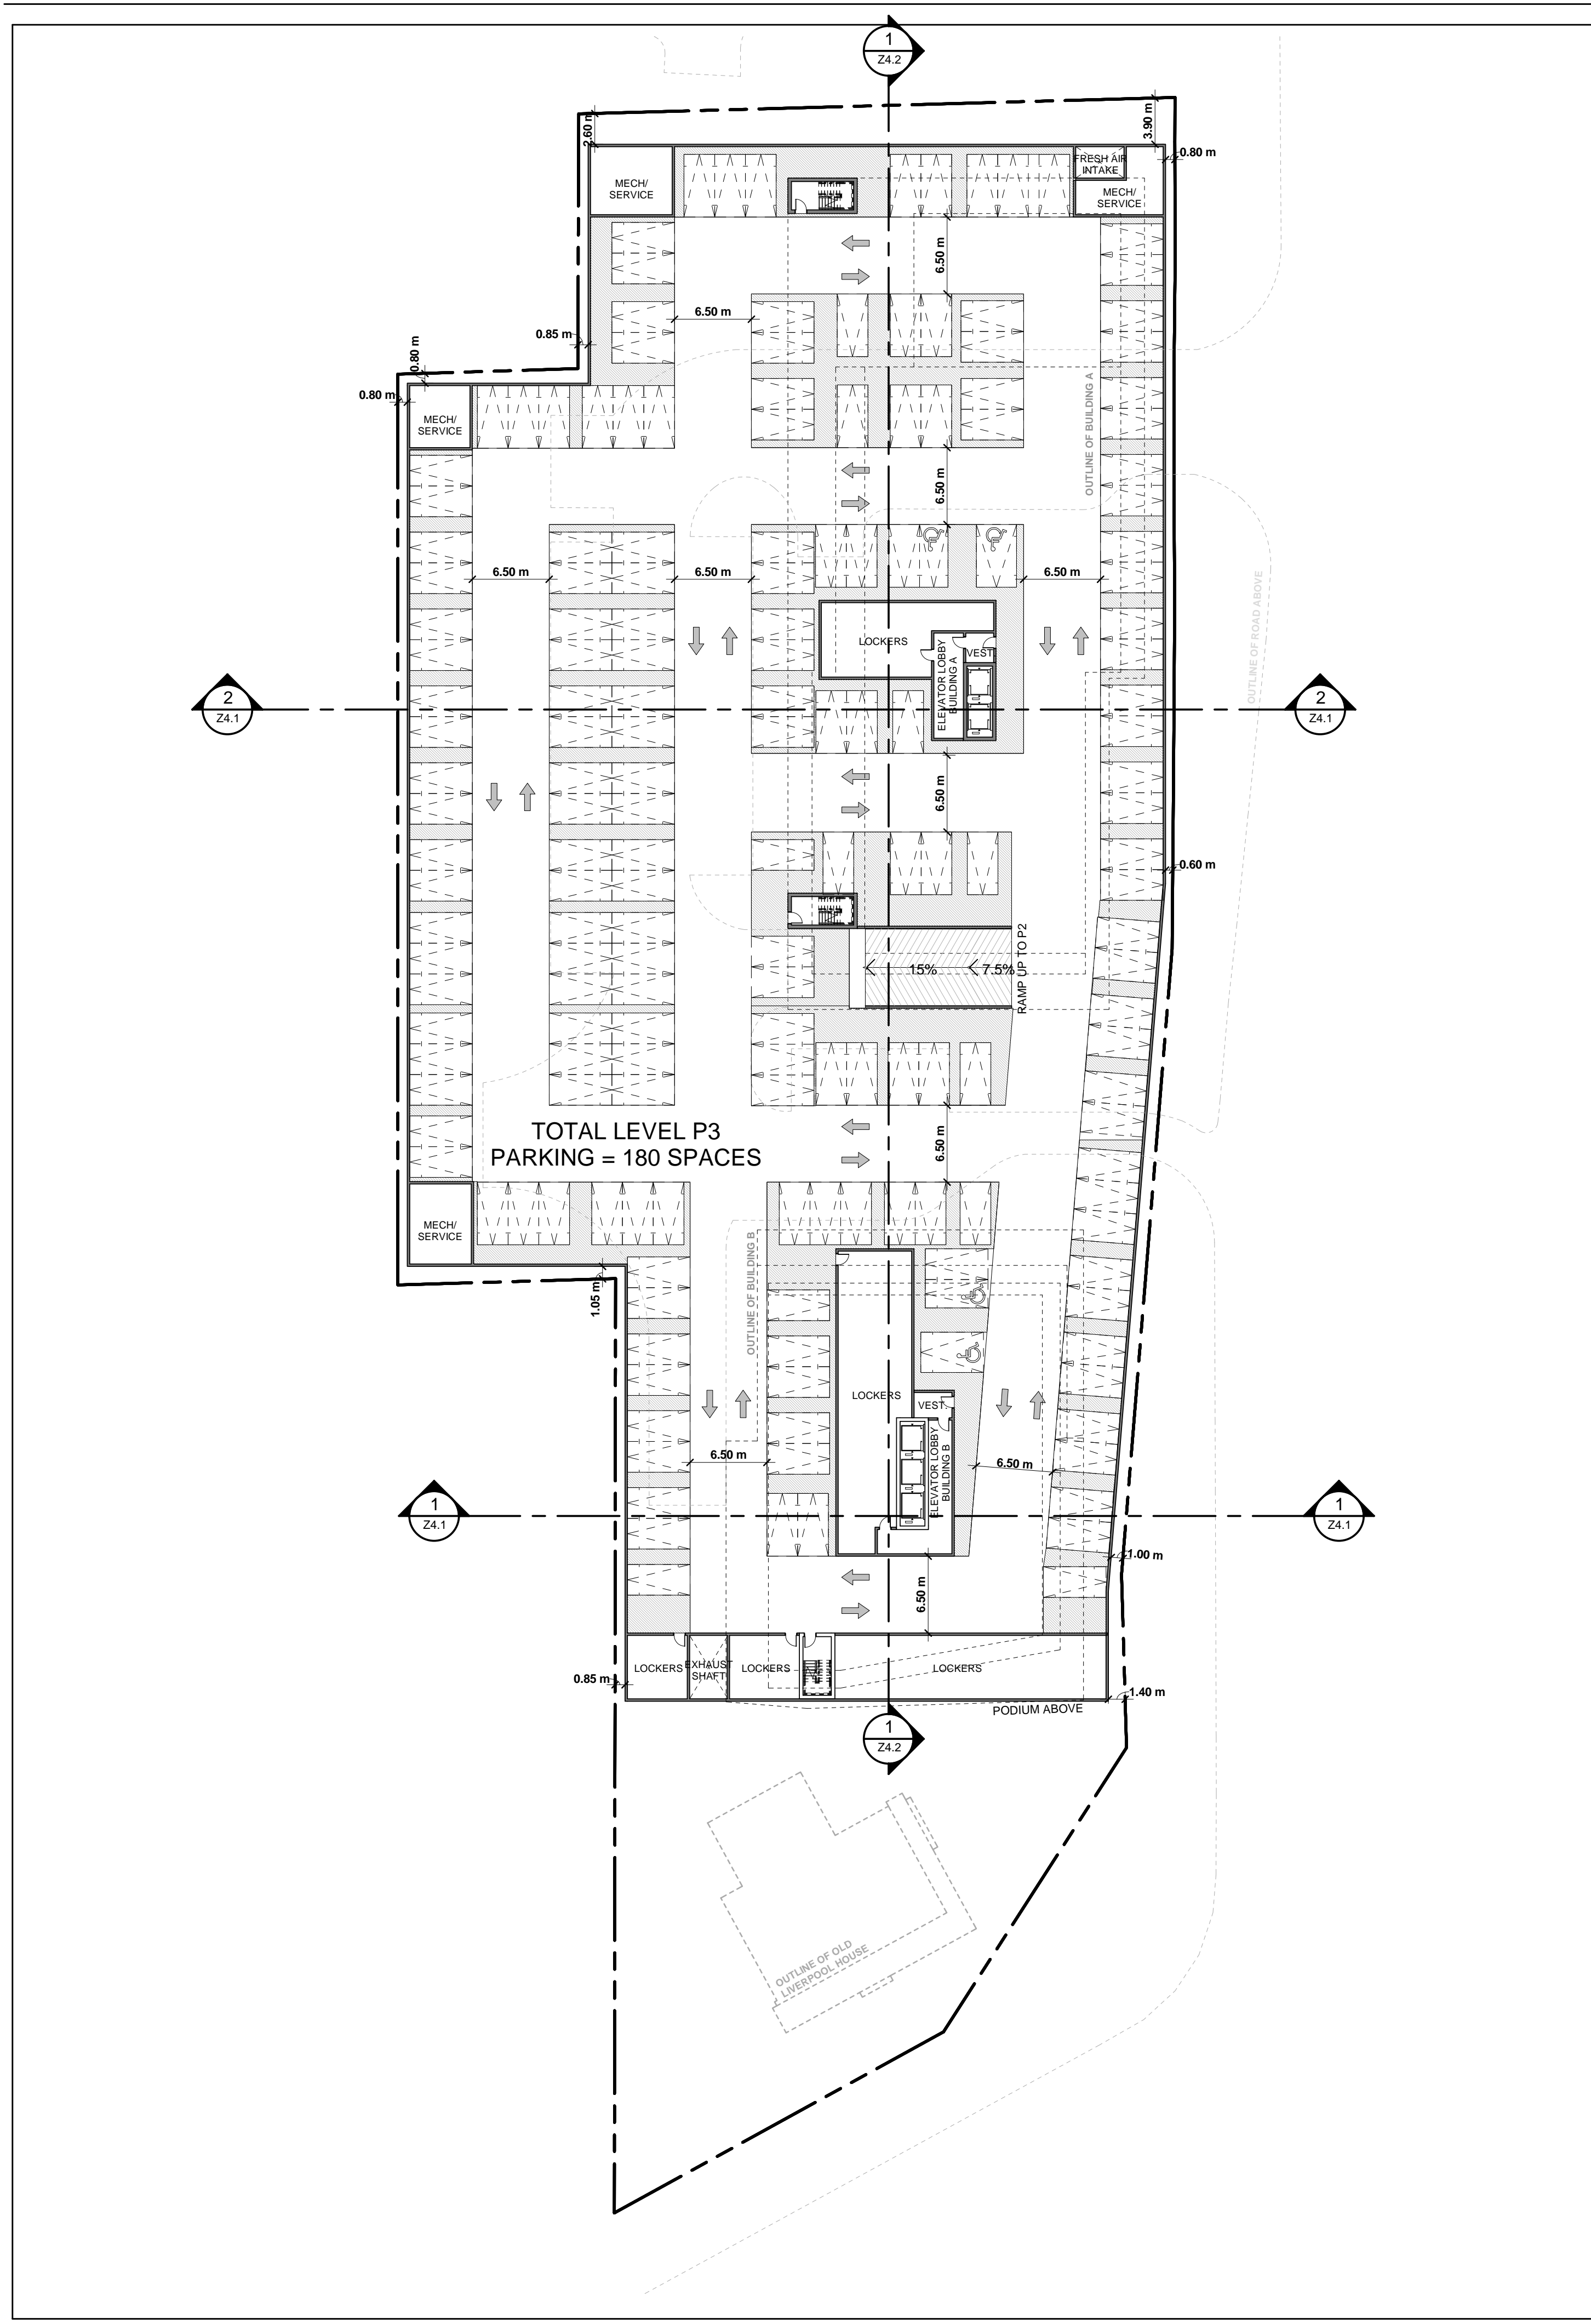 1
Z4.2
2.60 m
3.90 m
0.80 m
FRESH AIR
INTAKE
MECH/
SERVICE
MECH/
SERVICE
6.50 m
6.50 m
0.85 m
0.80 m
0.80 m
MECH/
SERVICE
OUTLINE OF BUILDING A
6.50 m
6.50 m
6.50 m
6.50 m
OUTLINE OF ROAD ABOVE
LOCKERS
ELEVATOR LOBBY
BUILDING A
VEST.
2
Z4.1
2
Z4.1
6.50 m
0.60 m
15%
7.5%
RAMP UP TO P2
TOTAL LEVEL P3
PARKING = 180 SPACES
6.50 m
MECH/
SERVICE
1.05 m
OUTLINE OF BUILDING B
LOCKERS
VEST.
ELEVATOR LOBBY
BUILDING B
6.50 m
6.50 m
1
Z4.1
1
Z4.1
1.00 m
6.50 m
LOCKERS
EXHAUST
SHAFT
LOCKERS
LOCKERS
0.85 m
1.40 m
PODIUM ABOVE
1
Z4.2
OUTLINE OF OLD
LIVERPOOL HOUSE